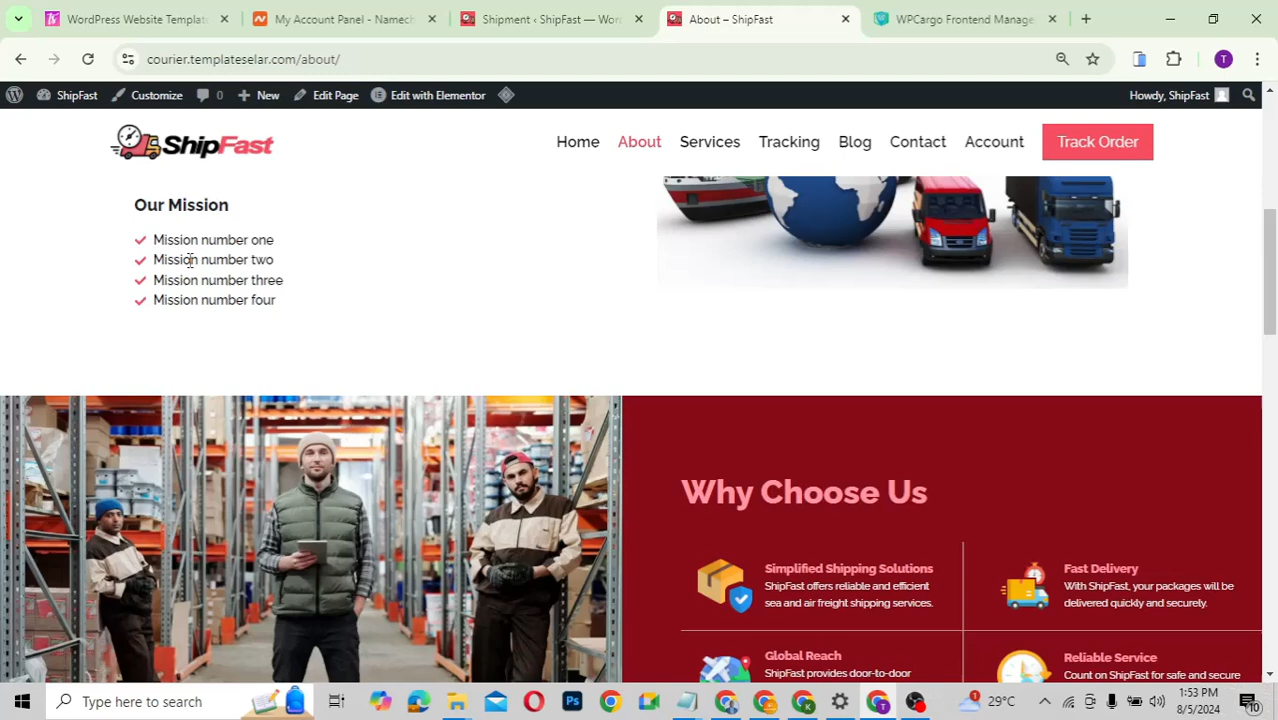 WordPress Website Template
My Account Panel - Namech
Shipment ‹ ShipFast — Wor
About – ShipFast
WPCargo Frontend Manage
courier.templateselar.com/about/
ShipFast
Customize
0
New
Edit Page
Edit with Elementor
Howdy, ShipFast
ShipFast
Home
About
Services
Tracking
Blog
Contact
Account
Track Order
Our Mission
Mission number one
Mission number two
Mission number three
Mission number four
Why Choose Us
Simplified Shipping Solutions
ShipFast offers reliable and efficient
sea and air freight shipping services.
Fast Delivery
With ShipFast, your packages will be
delivered quickly and securely.
Global Reach
ShipFast provides door-to-door
Reliable Service
Count on ShipFast for safe and secure
Type here to search
29°C
1:53 PM
8/5/2024